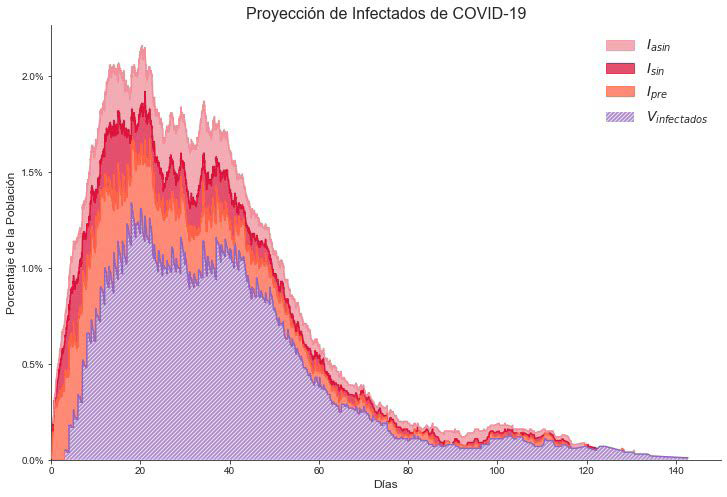 Proyección de Infectados de COVID-19
I_asin
I_sin
I_pre
V_infectados
Porcentaje de la Población
2.0%
1.5%
1.0%
0.5%
0.0%
0 20 40 60 80 100 120 140
Días